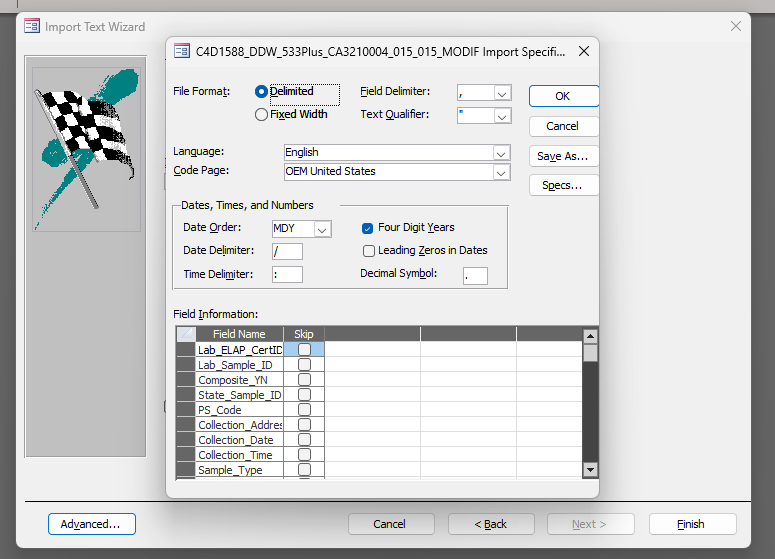 Import Text Wizard
C4D1588_DDW_533Plus_CA3210004_015_015_MODIF Import Specifi...
File Format:
Delimited
Field Delimiter:
,
OK
Fixed Width
Text Qualifier:
"
Cancel
Language:
English
Save As...
Code Page:
OEM United States
Specs...
Dates, Times, and Numbers
Date Order:
MDY
Four Digit Years
Date Delimiter:
/
Leading Zeros in Dates
Time Delimiter:
:
Decimal Symbol:
.
Field Information:
Field Name
Skip
Lab_ELAP_CertID
Lab_Sample_ID
Composite_YN
State_Sample_ID
PS_Code
Collection_Addres
Collection_Date
Collection_Time
Sample_Type
Advanced...
Cancel
< Back
Next >
Finish